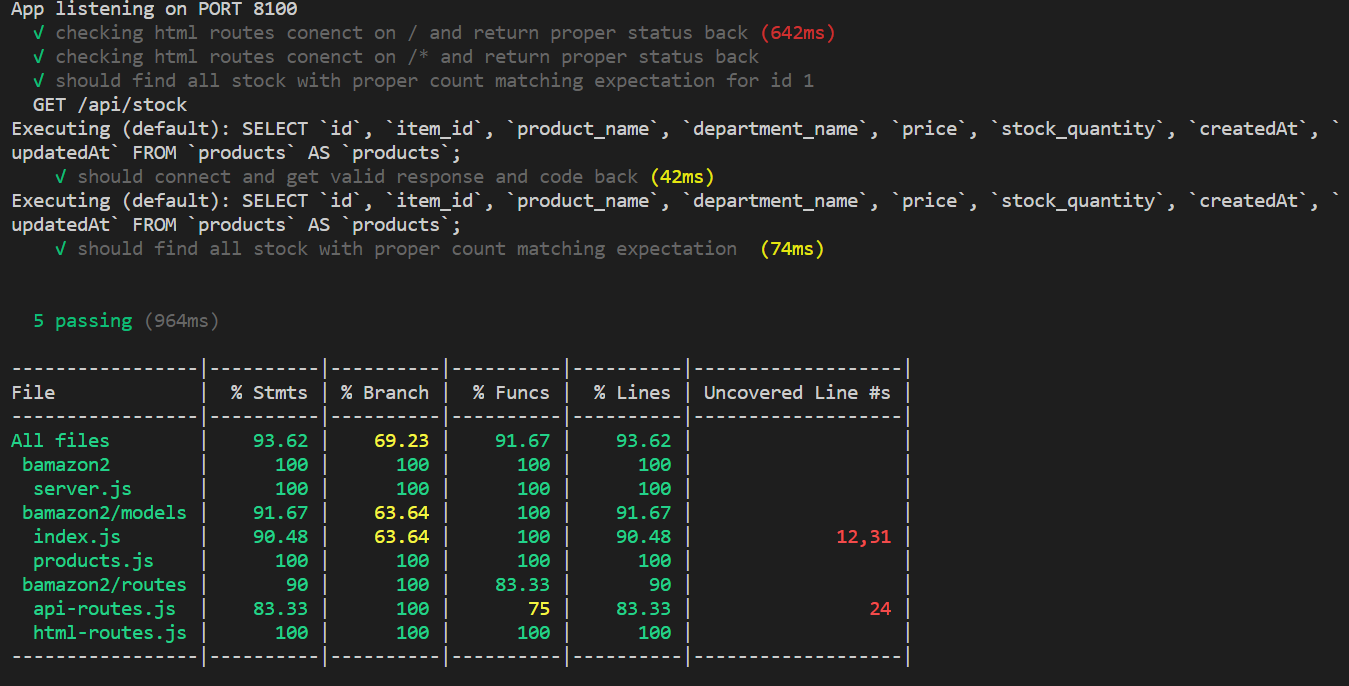 App listening on PORT 8100
  √ checking html routes conenct on / and return proper status back (642ms)
  √ checking html routes conenct on /* and return proper status back
  √ should find all stock with proper count matching expectation for id 1
  GET /api/stock
Executing (default): SELECT `id`, `item_id`, `product_name`, `department_name`, `price`, `stock_quantity`, `createdAt`, `
updatedAt` FROM `products` AS `products`;
    √ should connect and get valid response and code back (42ms)
Executing (default): SELECT `id`, `item_id`, `product_name`, `department_name`, `price`, `stock_quantity`, `createdAt`, `
updatedAt` FROM `products` AS `products`;
    √ should find all stock with proper count matching expectation  (74ms)
  5 passing (964ms)
-----------------|----------|----------|----------|----------|-------------------|
File             |  % Stmts | % Branch |  % Funcs |  % Lines | Uncovered Line #s |
-----------------|----------|----------|----------|----------|-------------------|
All files        |    93.62 |    69.23 |    91.67 |    93.62 |                   |
 bamazon2        |      100 |      100 |      100 |      100 |                   |
  server.js      |      100 |      100 |      100 |      100 |                   |
 bamazon2/models |    91.67 |    63.64 |      100 |    91.67 |                   |
  index.js       |    90.48 |    63.64 |      100 |    90.48 |             12,31 |
  products.js    |      100 |      100 |      100 |      100 |                   |
 bamazon2/routes |       90 |      100 |    83.33 |       90 |                   |
  api-routes.js  |    83.33 |      100 |       75 |    83.33 |                24 |
  html-routes.js |      100 |      100 |      100 |      100 |                   |
-----------------|----------|----------|----------|----------|-------------------|